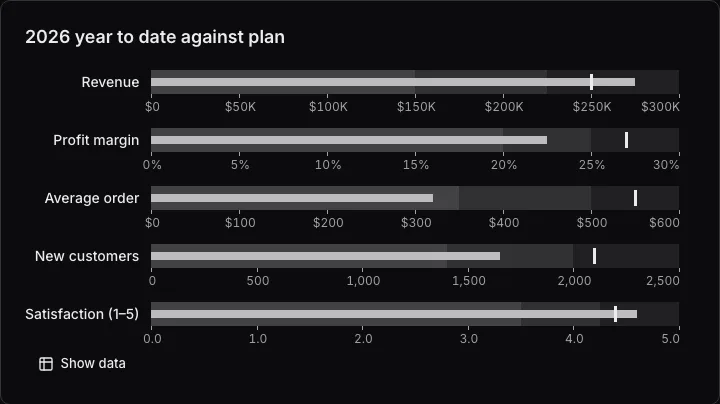 2026 year to date against plan
Revenue
$0 $50K $100K $150K $200K $250K $300K
Profit margin
0% 5% 10% 15% 20% 25% 30%
Average order
$0 $100 $200 $300 $400 $500 $600
New customers
0 500 1,000 1,500 2,000 2,500
Satisfaction (1–5)
0.0 1.0 2.0 3.0 4.0 5.0
Show data